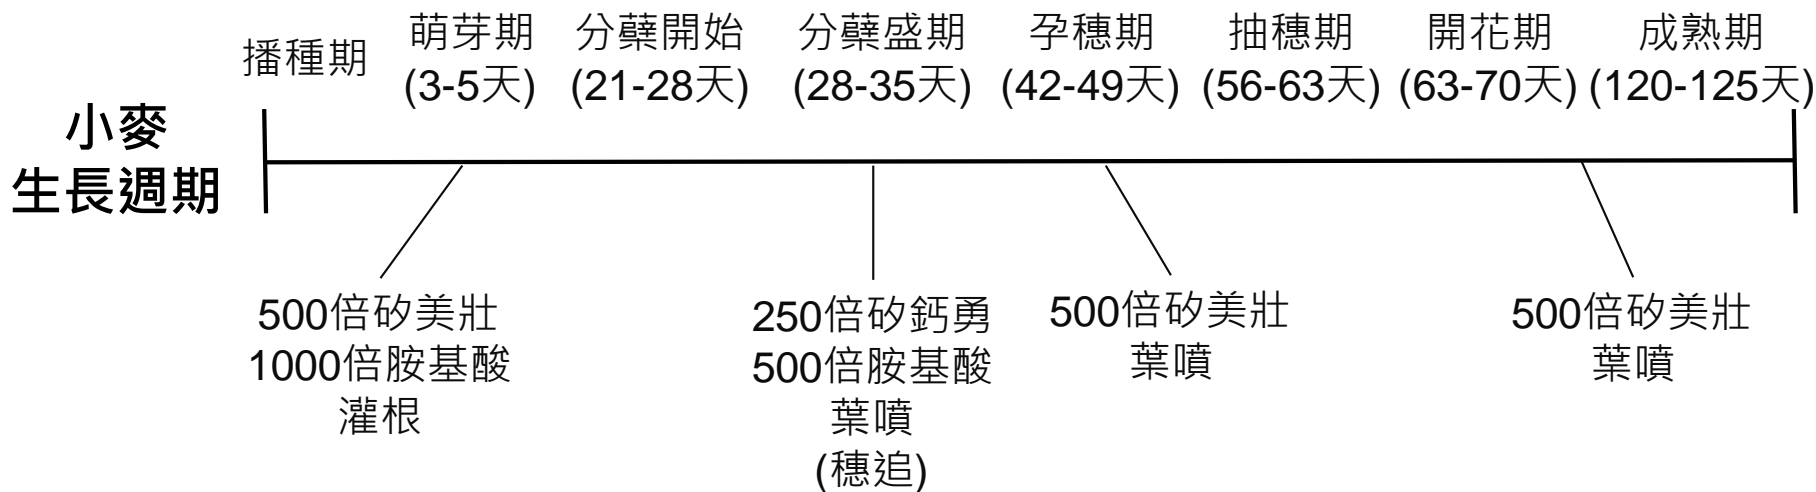 小麥
生長週期
播種期
萌芽期
(3-5天)
分蘗開始
(21-28天)
分蘗盛期
(28-35天)
孕穗期
(42-49天)
抽穗期
(56-63天)
開花期
(63-70天)
成熟期
(120-125天)
500倍矽美壯
1000倍胺基酸
灌根
250倍矽鈣勇
500倍胺基酸
葉噴
(穗追)
500倍矽美壯
葉噴
500倍矽美壯
葉噴